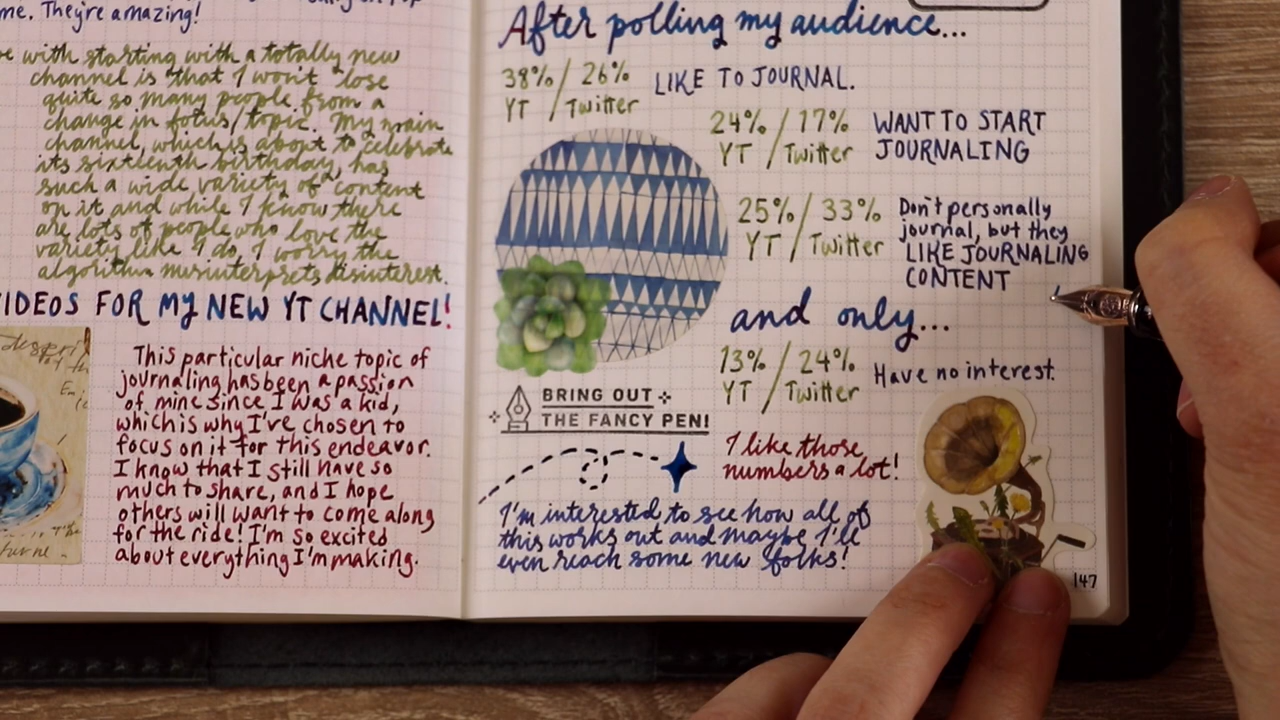 me. They're amazing!
with starting with a totally new
channel is that I won't lose
quite so many people from a
change in focus/topic. My main
channel, which is about to celebrate
its sixteenth birthday, has
such a wide variety of content
on it and while I know there
are lots of people who love the
variety like I do, I worry the
algorithm misinterprets disinterest.
VIDEOS FOR MY NEW YT CHANNEL!
This particular niche topic of
journaling has been a passion
of mine since I was a kid,
which is why I've chosen to
focus on it for this endeavor.
I know that I still have so
much to share, and I hope
others will want to come along
for the ride! I'm so excited
about everything I'm making.
After polling my audience...
38% / 26% LIKE TO JOURNAL.
YT / Twitter
24% / 17% WANT TO START
YT / Twitter JOURNALING
25% / 33% Don't personally
YT / Twitter journal, but they
LIKE JOURNALING
CONTENT
and only...
13% / 24% Have no interest.
YT / Twitter
BRING OUT
THE FANCY PEN!
I like those
numbers a lot!
I'm interested to see how all of
this works out and maybe I'll
even reach some new folks!
147